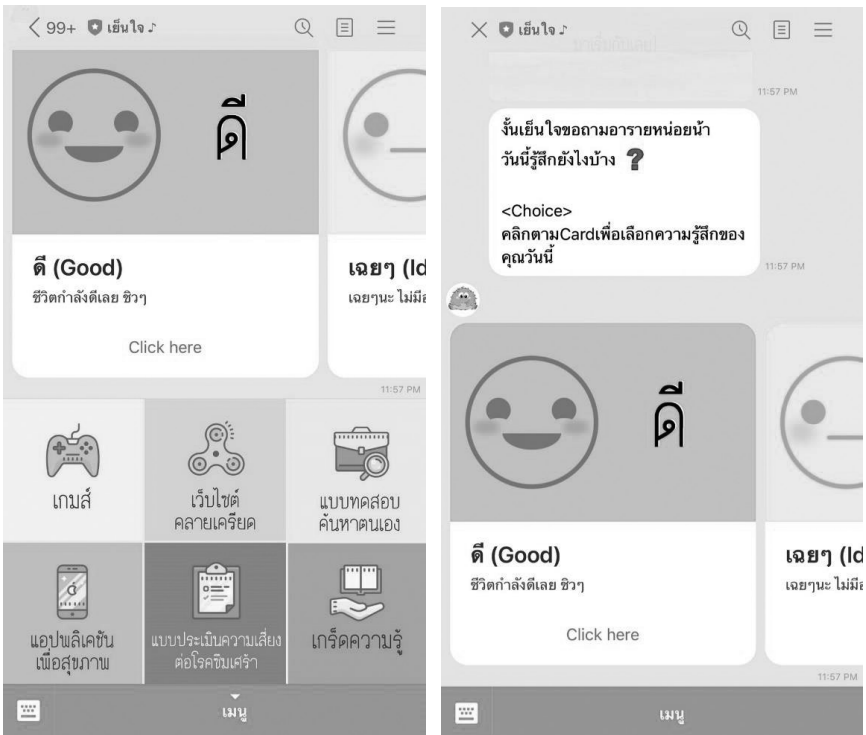 99+ เย็นใจ ♪
ดี
ดี (Good)
ชีวิตกำลังดีเลย ชิวๆ
Click here
เฉยๆ (Id
เฉยๆนะ ไม่มีอ
11:57 PM
เกมส์
เว็บไซต์
คลายเครียด
แบบทดสอบ
ค้นหาตนเอง
แอปพลิเคชัน
เพื่อสุขภาพ
แบบประเมินความเสี่ยง
ต่อโรคซึมเศร้า
เกร็ดความรู้
เมนู
เย็นใจ ♪
มาเริ่มกันเลย!
11:57 PM
งั้นเย็นใจขอถามอารายหน่อยน้า
วันนี้รู้สึกยังไงบ้าง ❓
<Choice>
คลิกตามCardเพื่อเลือกความรู้สึกของ
คุณวันนี้
11:57 PM
ดี
ดี (Good)
ชีวิตกำลังดีเลย ชิวๆ
Click here
เฉยๆ (Id
เฉยๆนะ ไม่มีอ
11:57 PM
เมนู